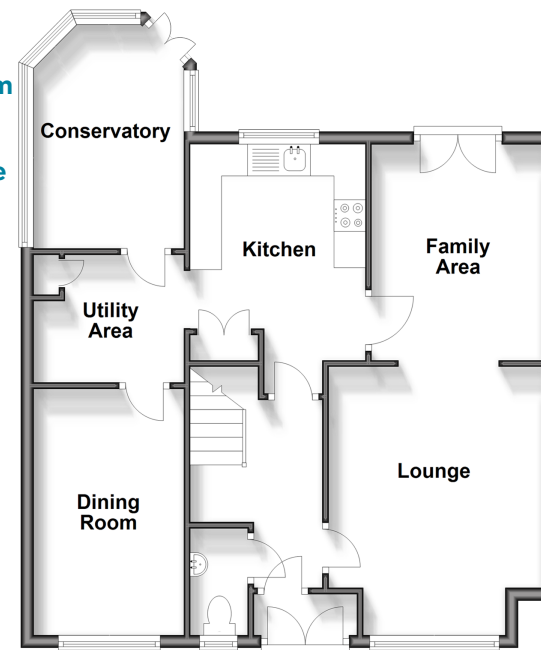 Conservatory
Kitchen
Family
Area
Utility
Area
Lounge
Dining
Room